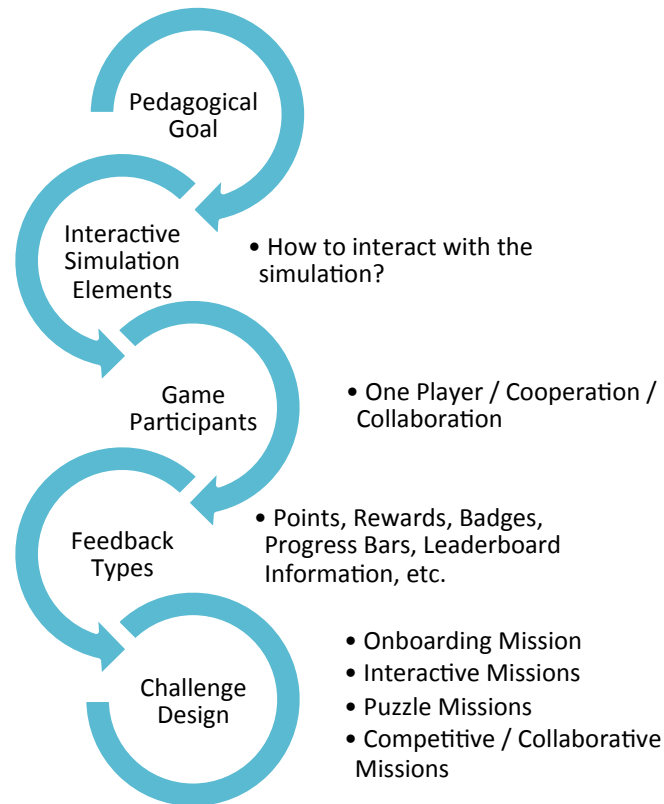 Pedagogical
Goal
Interactive
Simulation
Elements
• How to interact with the
simulation?
Game
Participants
• One Player / Cooperation /
Collaboration
Feedback
Types
• Points, Rewards, Badges,
Progress Bars, Leaderboard
Information, etc.
Challenge
Design
• Onboarding Mission
• Interactive Missions
• Puzzle Missions
• Competitive / Collaborative
Missions